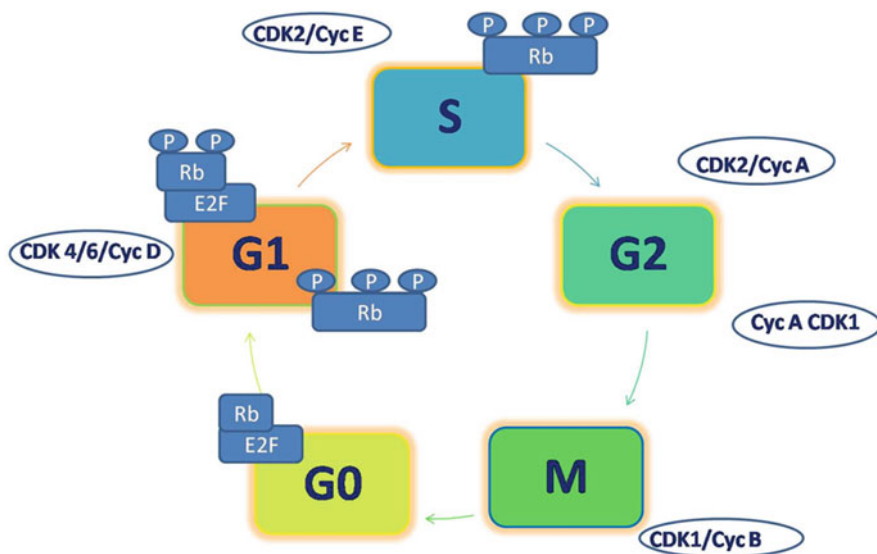 CDK2/Cyc E
P P P
Rb
S
P P
Rb
E2F
CDK2/Cyc A
CDK 4/6/Cyc D
G1
G2
P P P
Rb
Cyc A CDK1
Rb
E2F
G0
M
CDK1/Cyc B